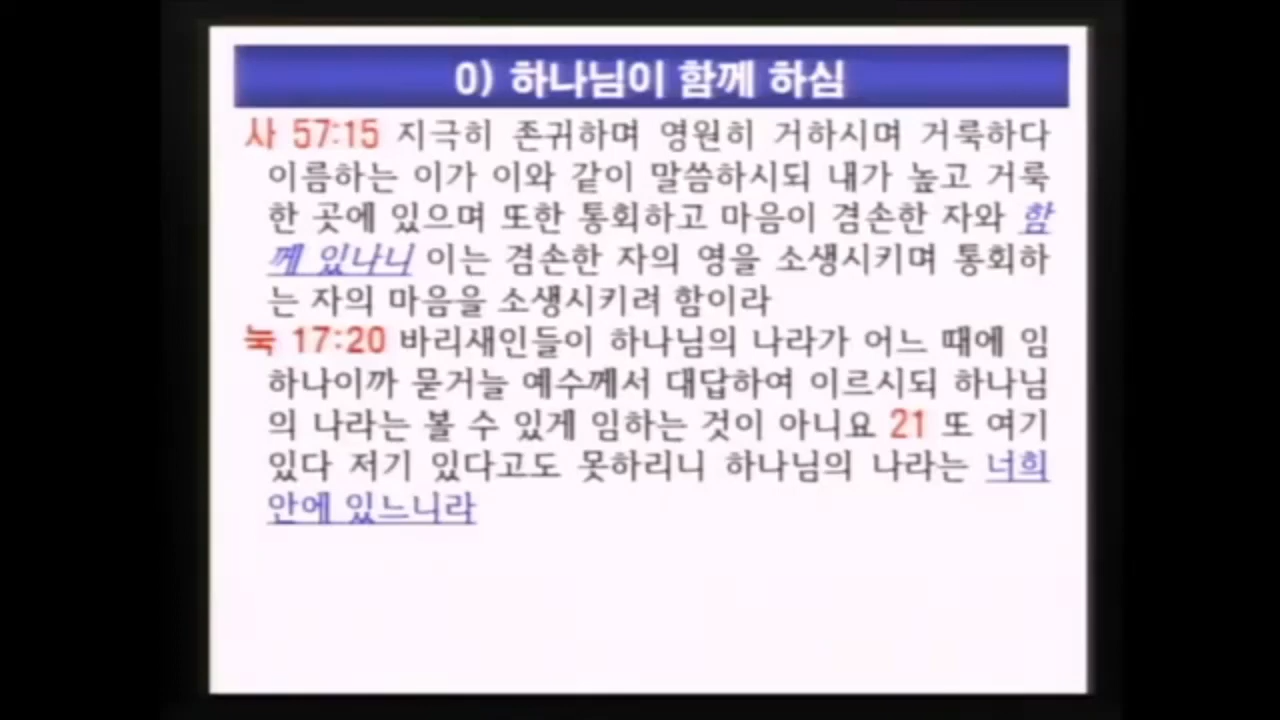 0) 하나님이 함께 하심
사 57:15 지극히 존귀하며 영원히 거하시며 거룩하다
이름하는 이가 이와 같이 말씀하시되 내가 높고 거룩
한 곳에 있으며 또한 통회하고 마음이 겸손한 자와 함
께 있나니 이는 겸손한 자의 영을 소생시키며 통회하
는 자의 마음을 소생시키려 함이라
눅 17:20 바리새인들이 하나님의 나라가 어느 때에 임
하나이까 묻거늘 예수께서 대답하여 이르시되 하나님
의 나라는 볼 수 있게 임하는 것이 아니요 21 또 여기
있다 저기 있다고도 못하리니 하나님의 나라는 너희
안에 있느니라